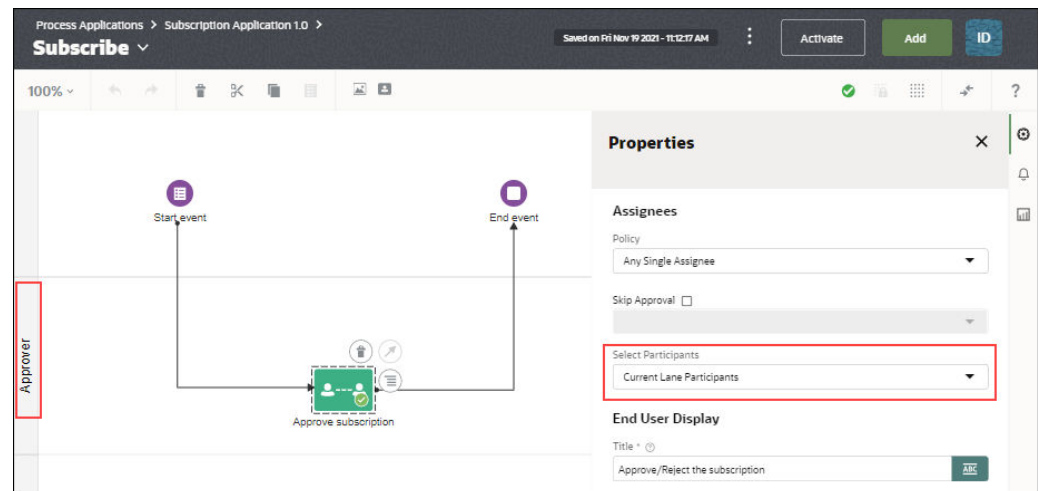 Process Applications > Subscription Application 1.0 >
Subscribe
Saved on Fri Nov 19 2021 - 11:12:17 AM
Activate
Add
ID
100%
?
Properties
Start event
End event
Assignees
Policy
Any Single Assignee
Skip Approval
Approver
Select Participants
Current Lane Participants
Approve subscription
End User Display
Title * ?
Approve/Reject the subscription
ABC